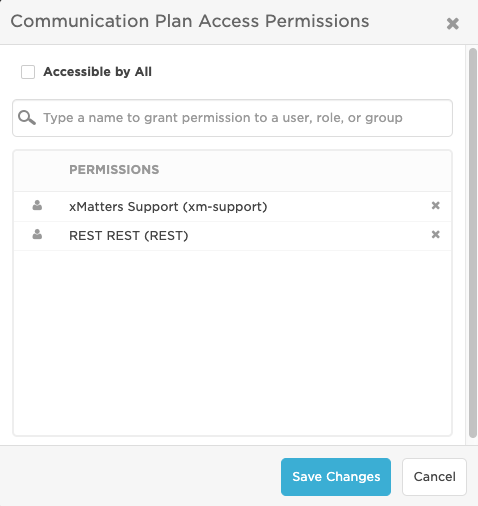 Communication Plan Access Permissions
Accessible by All
Type a name to grant permission to a user, role, or group
PERMISSIONS
xMatters Support (xm-support)
REST REST (REST)
Save Changes
Cancel